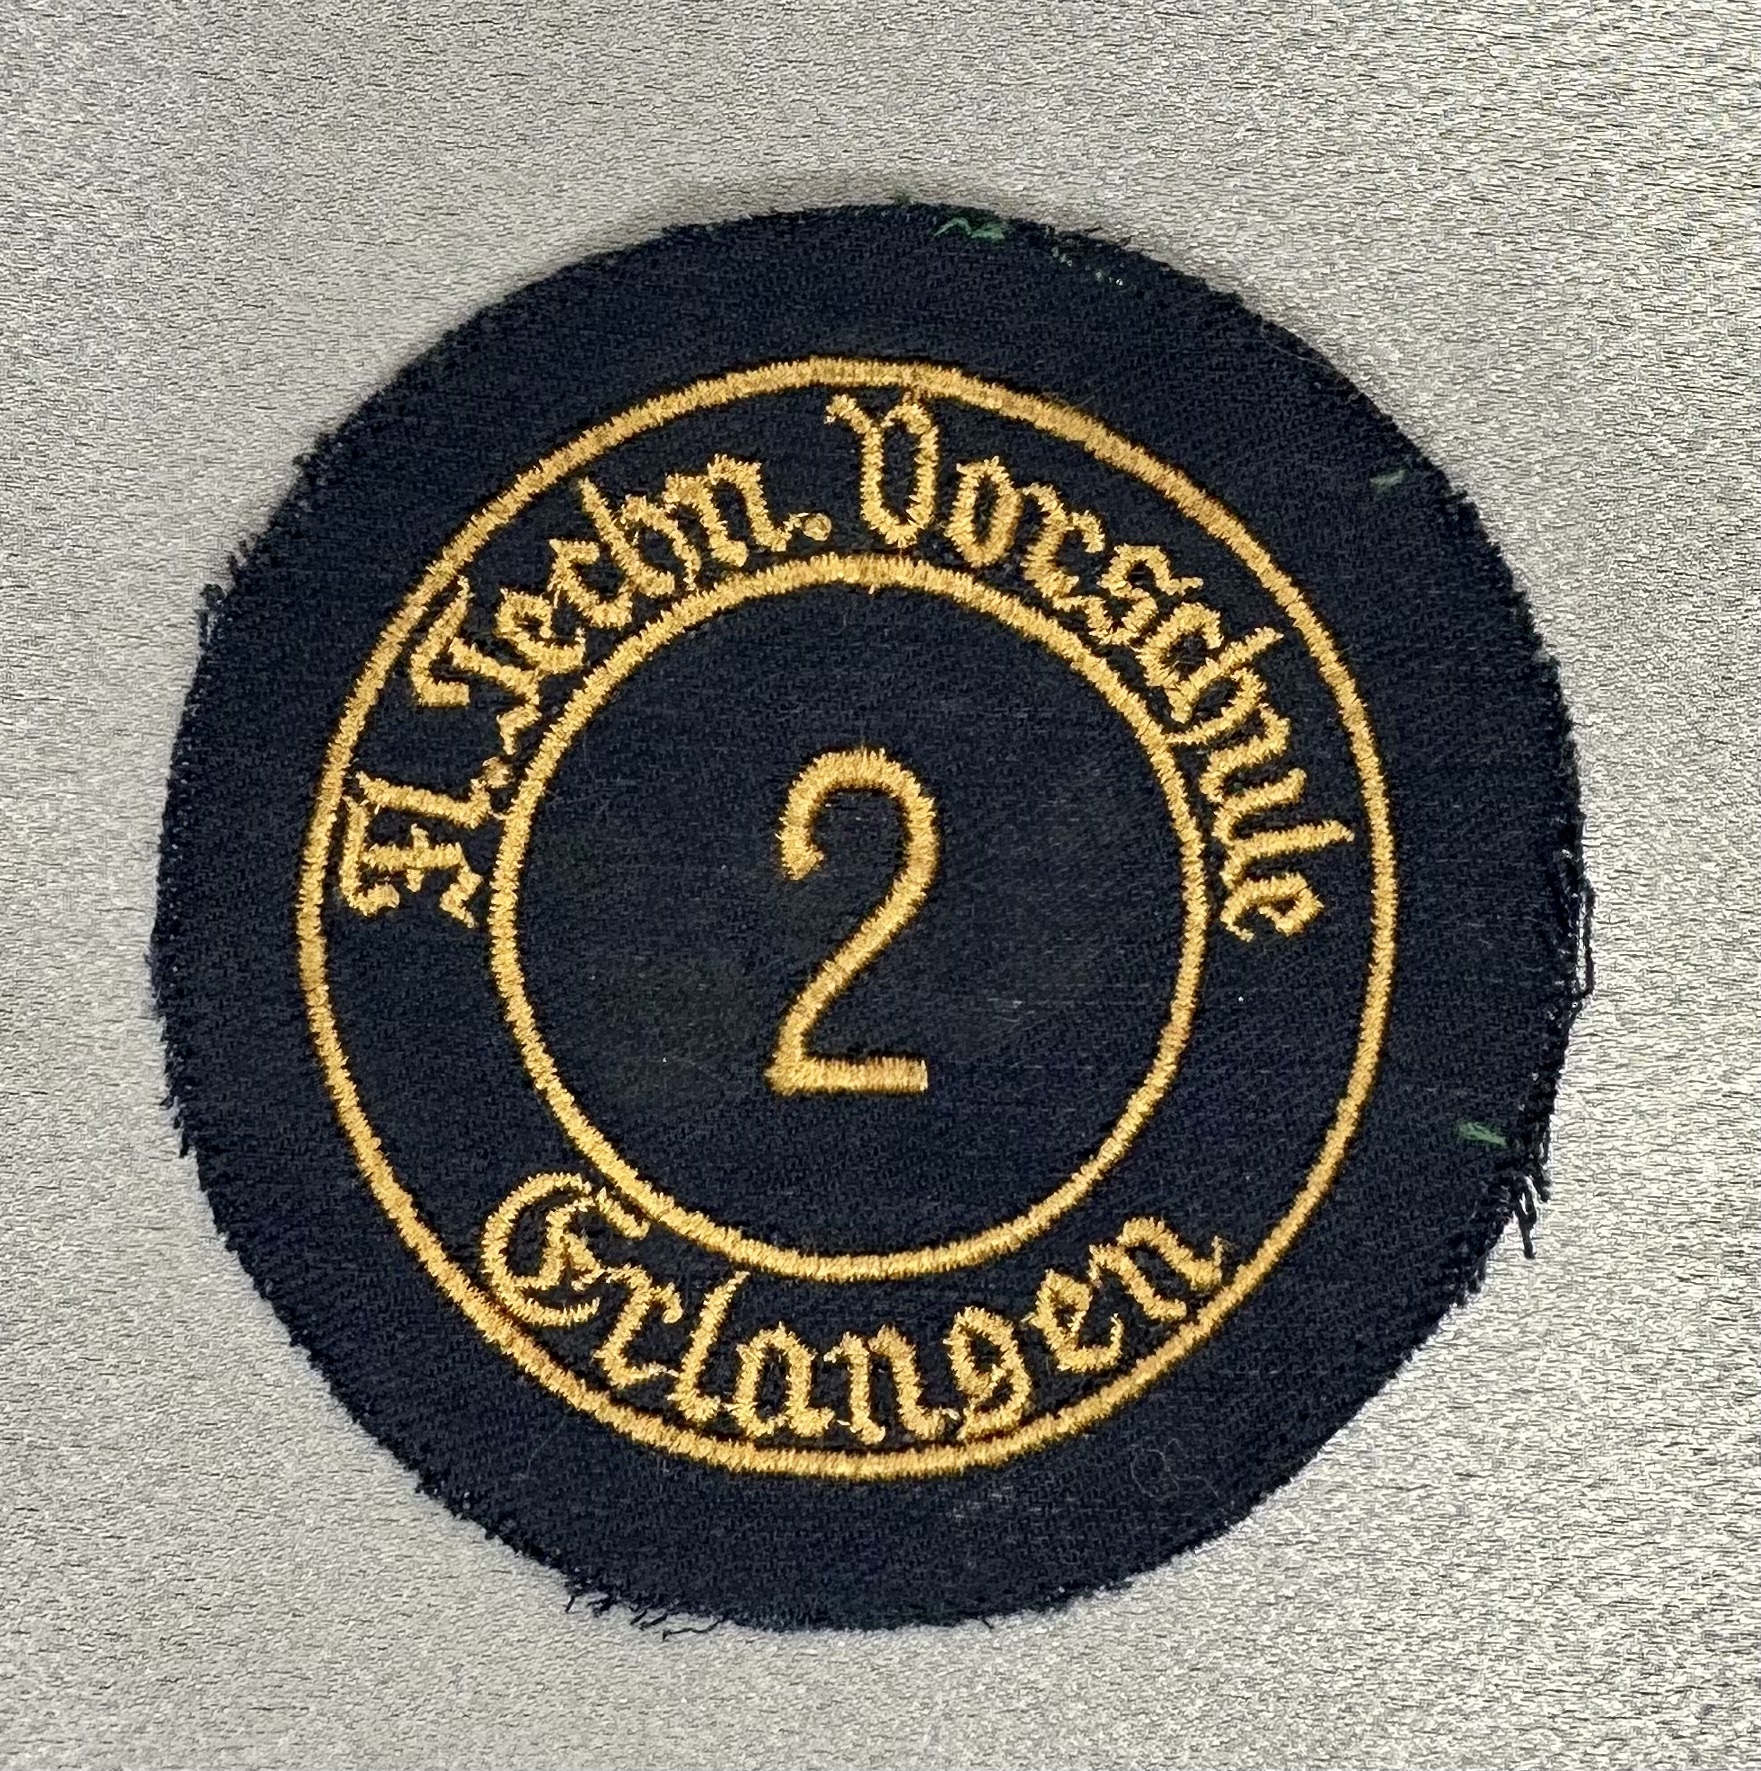 Fl. Techn. Vorschule
2
Erlangen